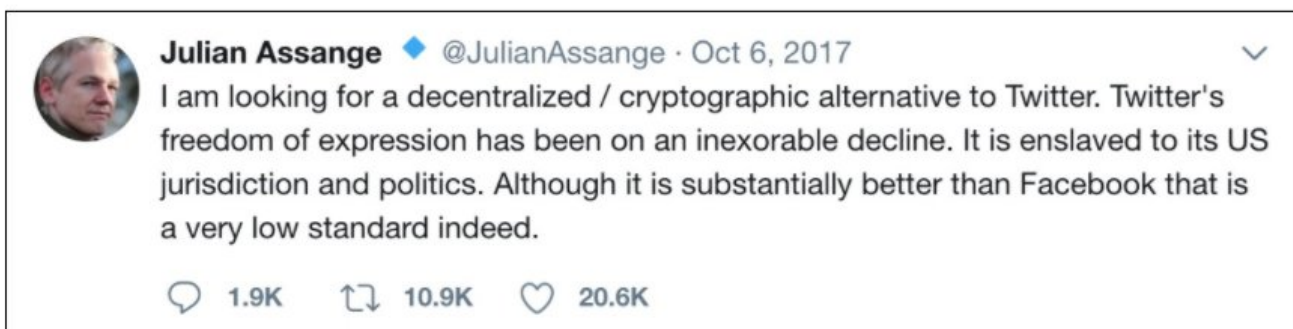 Julian Assange @JulianAssange · Oct 6, 2017
I am looking for a decentralized / cryptographic alternative to Twitter. Twitter's
freedom of expression has been on an inexorable decline. It is enslaved to its US
jurisdiction and politics. Although it is substantially better than Facebook that is
a very low standard indeed.
1.9K 10.9K 20.6K